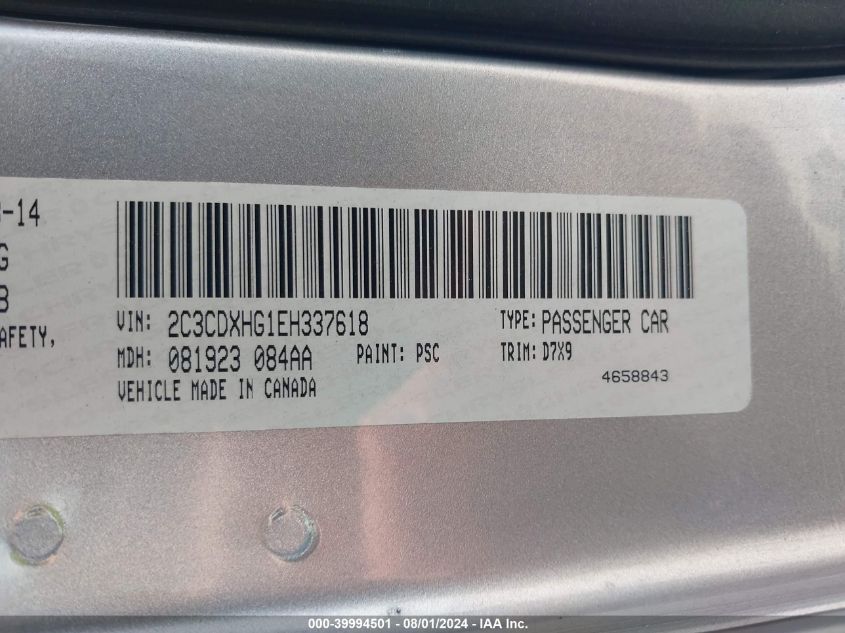 -14
G
B
AFETY,
VIN: 2C3CDXHG1EH337618 TYPE: PASSENGER CAR
MDH: 081923 084AA PAINT: PSC TRIM: D7X9
VEHICLE MADE IN CANADA 4658843
000-39994501 - 08/01/2024 - IAA Inc.